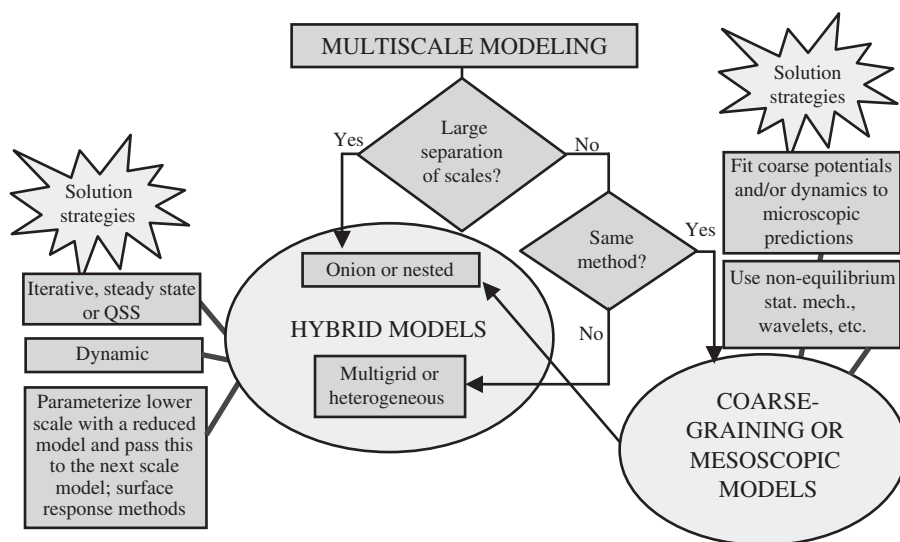 MULTISCALE MODELING
Large
separation
of scales?
Yes
No
Same
method?
Yes
No
Solution
strategies
Iterative, steady state
or QSS
Dynamic
Parameterize lower
scale with a reduced
model and pass this
to the next scale
model; surface
response methods
Onion or nested
HYBRID MODELS
Multigrid or
heterogeneous
Solution
strategies
Fit coarse potentials
and/or dynamics to
microscopic
predictions
Use non-equilibrium
stat. mech.,
wavelets, etc.
COARSE-
GRAINING OR
MESOSCOPIC
MODELS